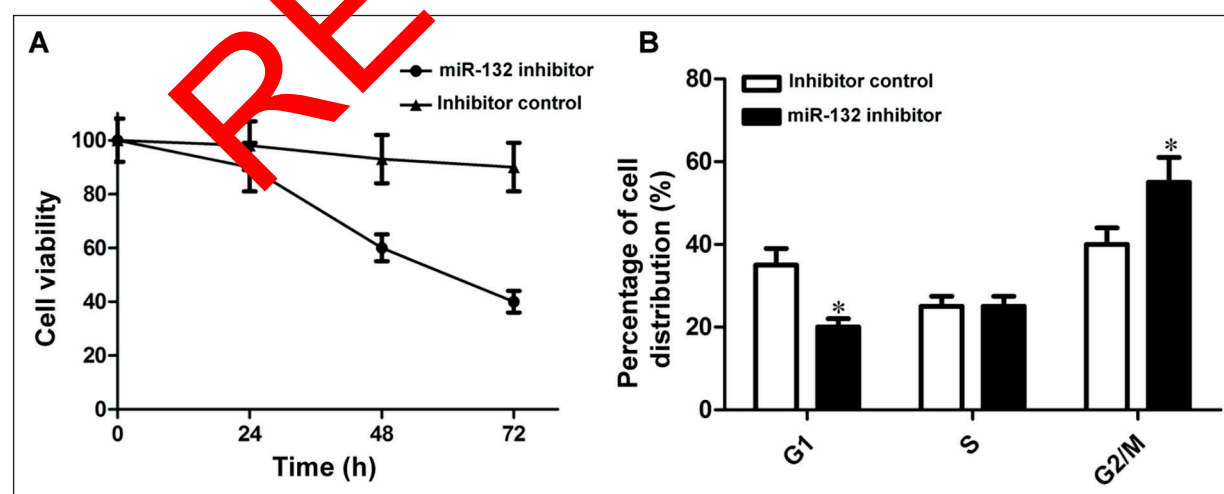 RE
A
miR-132 inhibitor
Inhibitor control
100
80
60
40
20
0
Cell viability
0 24 48 72
Time (h)
B
Inhibitor control
miR-132 inhibitor
80
60
40
20
0
Percentage of cell
distribution (%)
*
*
G1 S G2/M